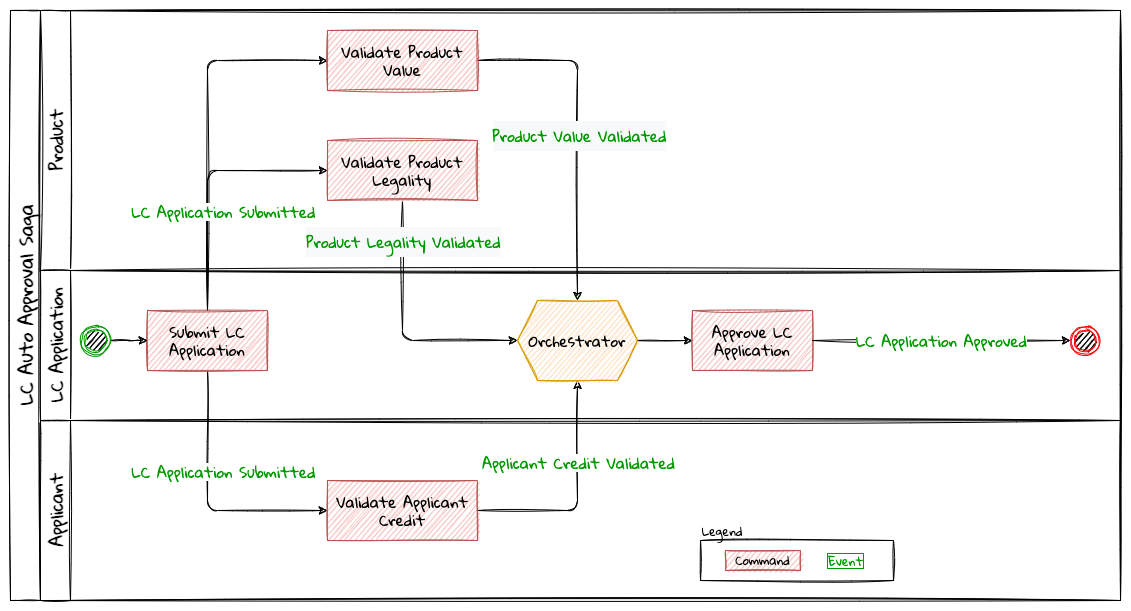 LC Auto Approval Saga
Product
Validate Product
Value
Product Value Validated
Validate Product
Legality
LC Application Submitted
Product Legality Validated
LC Application
Submit LC
Application
Orchestrator
Approve LC
Application
LC Application Approved
Applicant
LC Application Submitted
Applicant Credit Validated
Validate Applicant
Credit
Legend
Command
Event